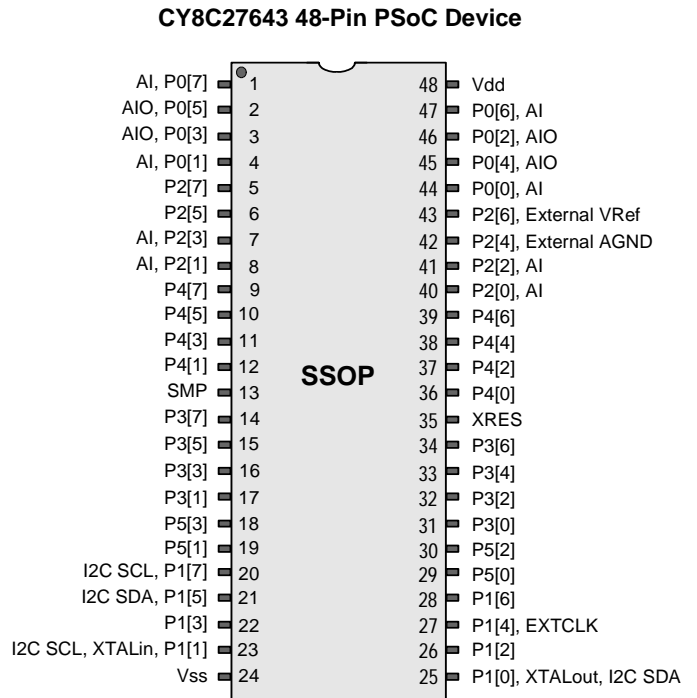 CY8C27643 48-Pin PSoC Device
AI, P0[7] 1 48 Vdd
AIO, P0[5] 2 47 P0[6], AI
AIO, P0[3] 3 46 P0[2], AIO
AI, P0[1] 4 45 P0[4], AIO
P2[7] 5 44 P0[0], AI
P2[5] 6 43 P2[6], External VRef
AI, P2[3] 7 42 P2[4], External AGND
AI, P2[1] 8 41 P2[2], AI
P4[7] 9 40 P2[0], AI
P4[5] 10 39 P4[6]
P4[3] 11 38 P4[4]
P4[1] 12 37 P4[2]
SSOP
SMP 13 36 P4[0]
P3[7] 14 35 XRES
P3[5] 15 34 P3[6]
P3[3] 16 33 P3[4]
P3[1] 17 32 P3[2]
P5[3] 18 31 P3[0]
P5[1] 19 30 P5[2]
I2C SCL, P1[7] 20 29 P5[0]
I2C SDA, P1[5] 21 28 P1[6]
P1[3] 22 27 P1[4], EXTCLK
I2C SCL, XTALin, P1[1] 23 26 P1[2]
Vss 24 25 P1[0], XTALout, I2C SDA